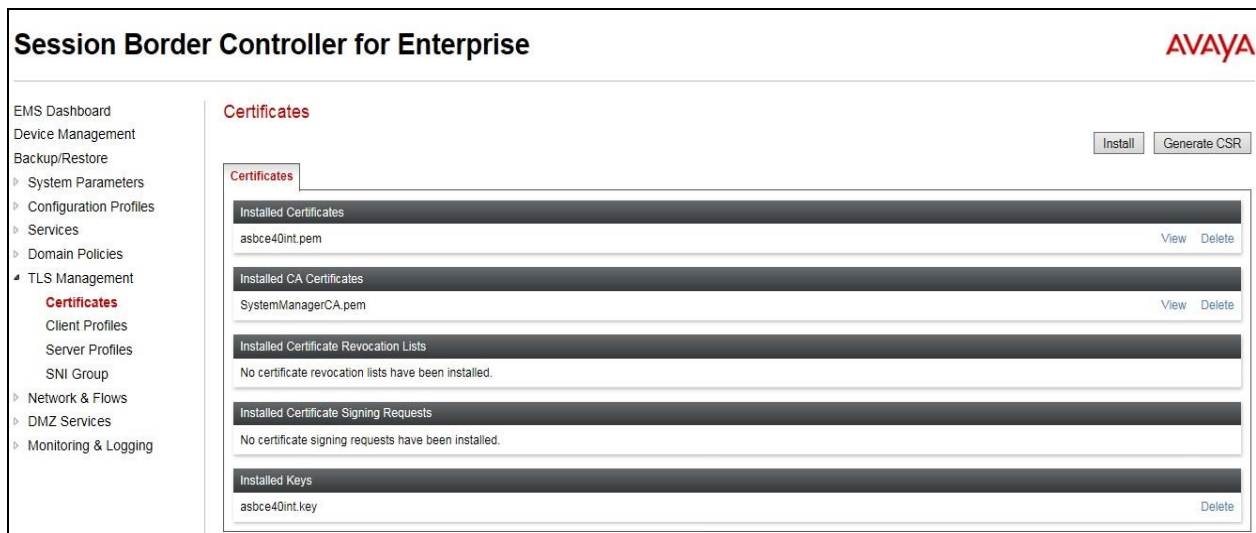 Session Border Controller for Enterprise
AVAYA
EMS Dashboard
Device Management
Backup/Restore
System Parameters
Configuration Profiles
Services
Domain Policies
TLS Management
Certificates
Client Profiles
Server Profiles
SNI Group
Network & Flows
DMZ Services
Monitoring & Logging
Certificates
Install Generate CSR
Certificates
Installed Certificates
asbce40int.pem View Delete
Installed CA Certificates
SystemManagerCA.pem View Delete
Installed Certificate Revocation Lists
No certificate revocation lists have been installed.
Installed Certificate Signing Requests
No certificate signing requests have been installed.
Installed Keys
asbce40int.key Delete